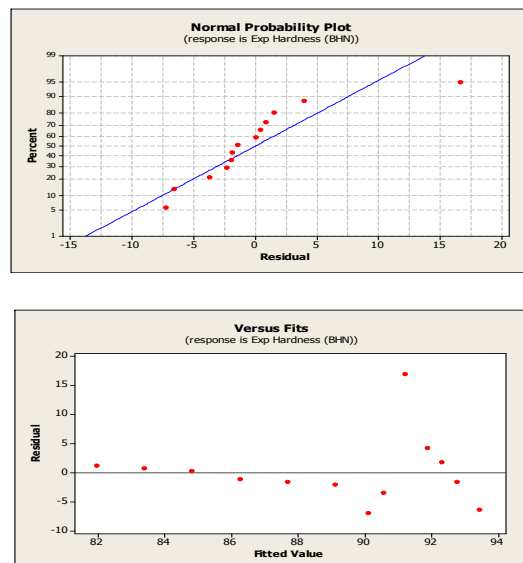 Normal Probability Plot
(response is Exp Hardness (BHN))
Percent
99
95
90
80
70
60
50
40
30
20
10
5
1
-15 -10 -5 0 5 10 15 20
Residual
Versus Fits
(response is Exp Hardness (BHN))
Residual
20
15
10
5
0
-5
-10
82 84 86 88 90 92 94
Fitted Value